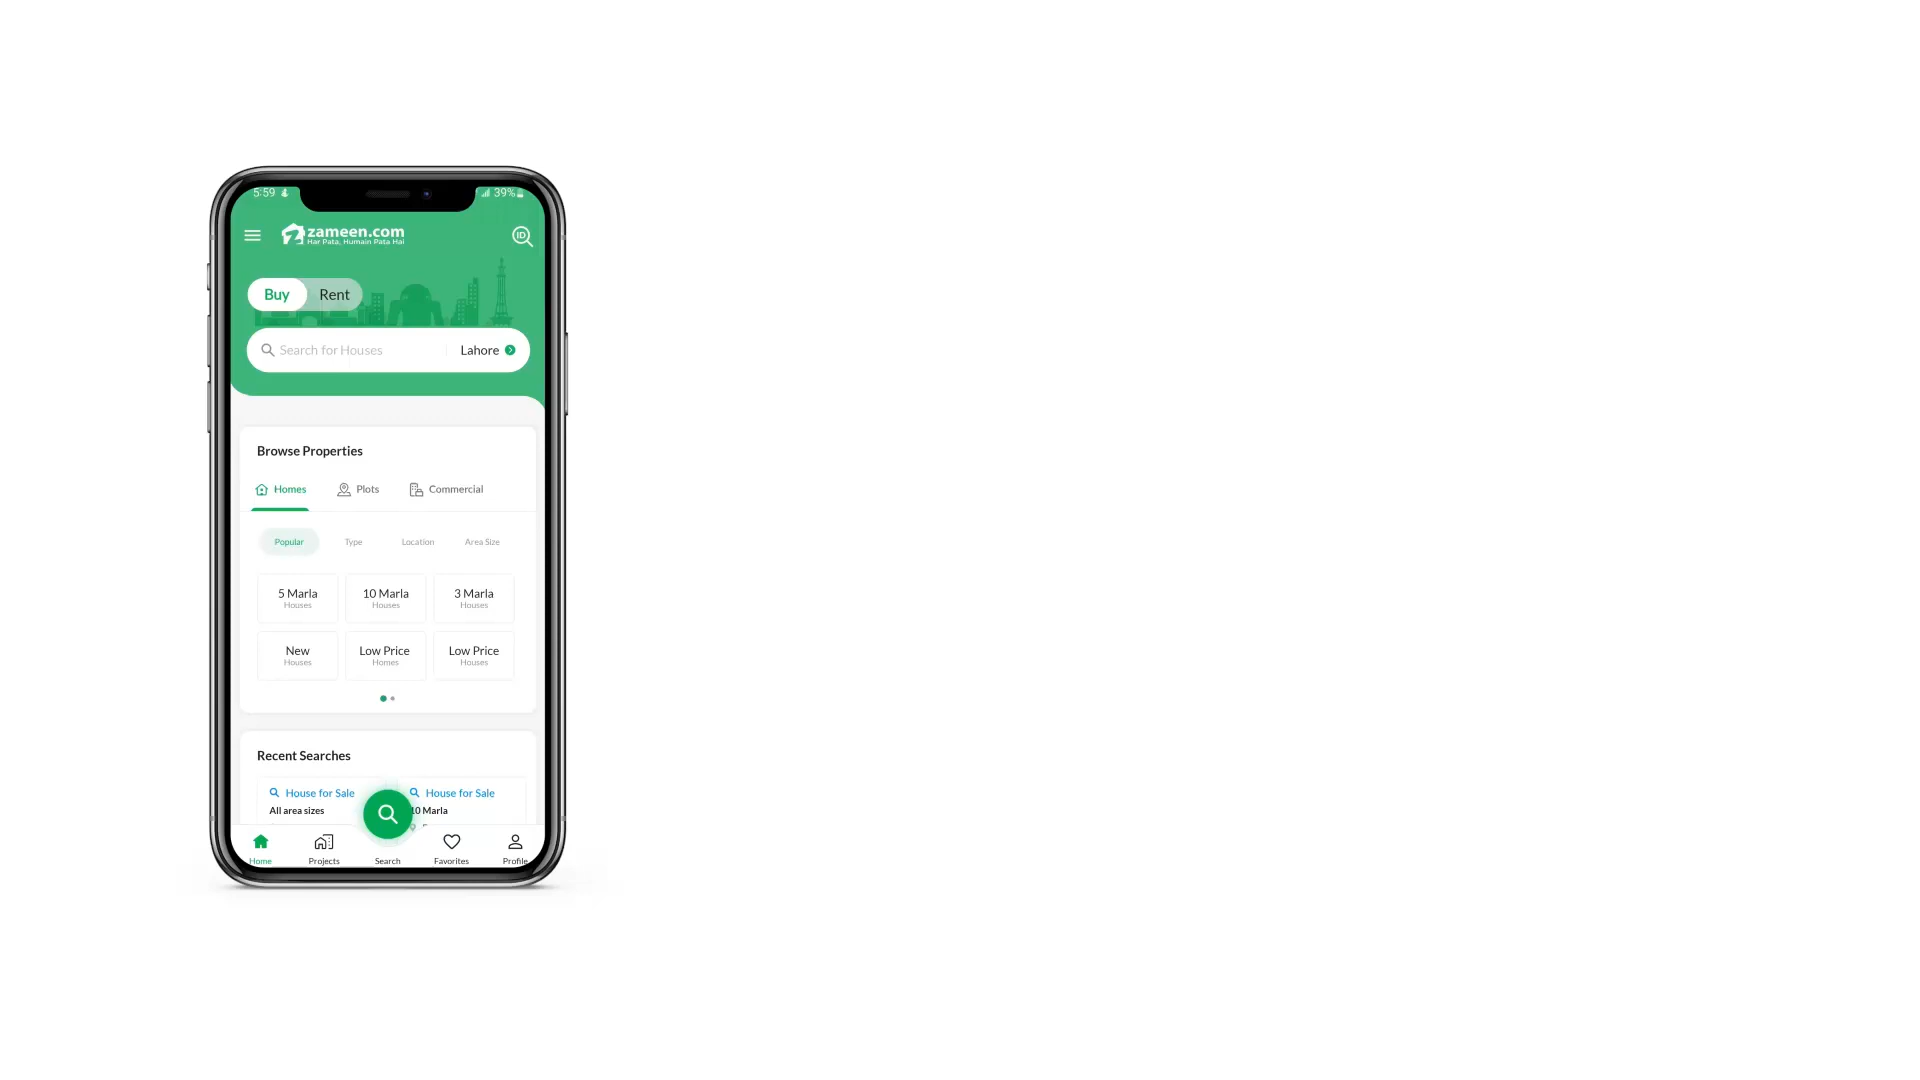 5:59
39%
zameen.com
Har Pata, Humain Pata Hai
ID
Buy Rent
Search for Houses Lahore
Browse Properties
Homes Plots Commercial
Popular Type Location Area Size
5 Marla 10 Marla 3 Marla
Houses Houses Houses
New Low Price Low Price
Houses Homes Houses
Recent Searches
House for Sale House for Sale
All area sizes 10 Marla
Home Projects Search Favorites Profile